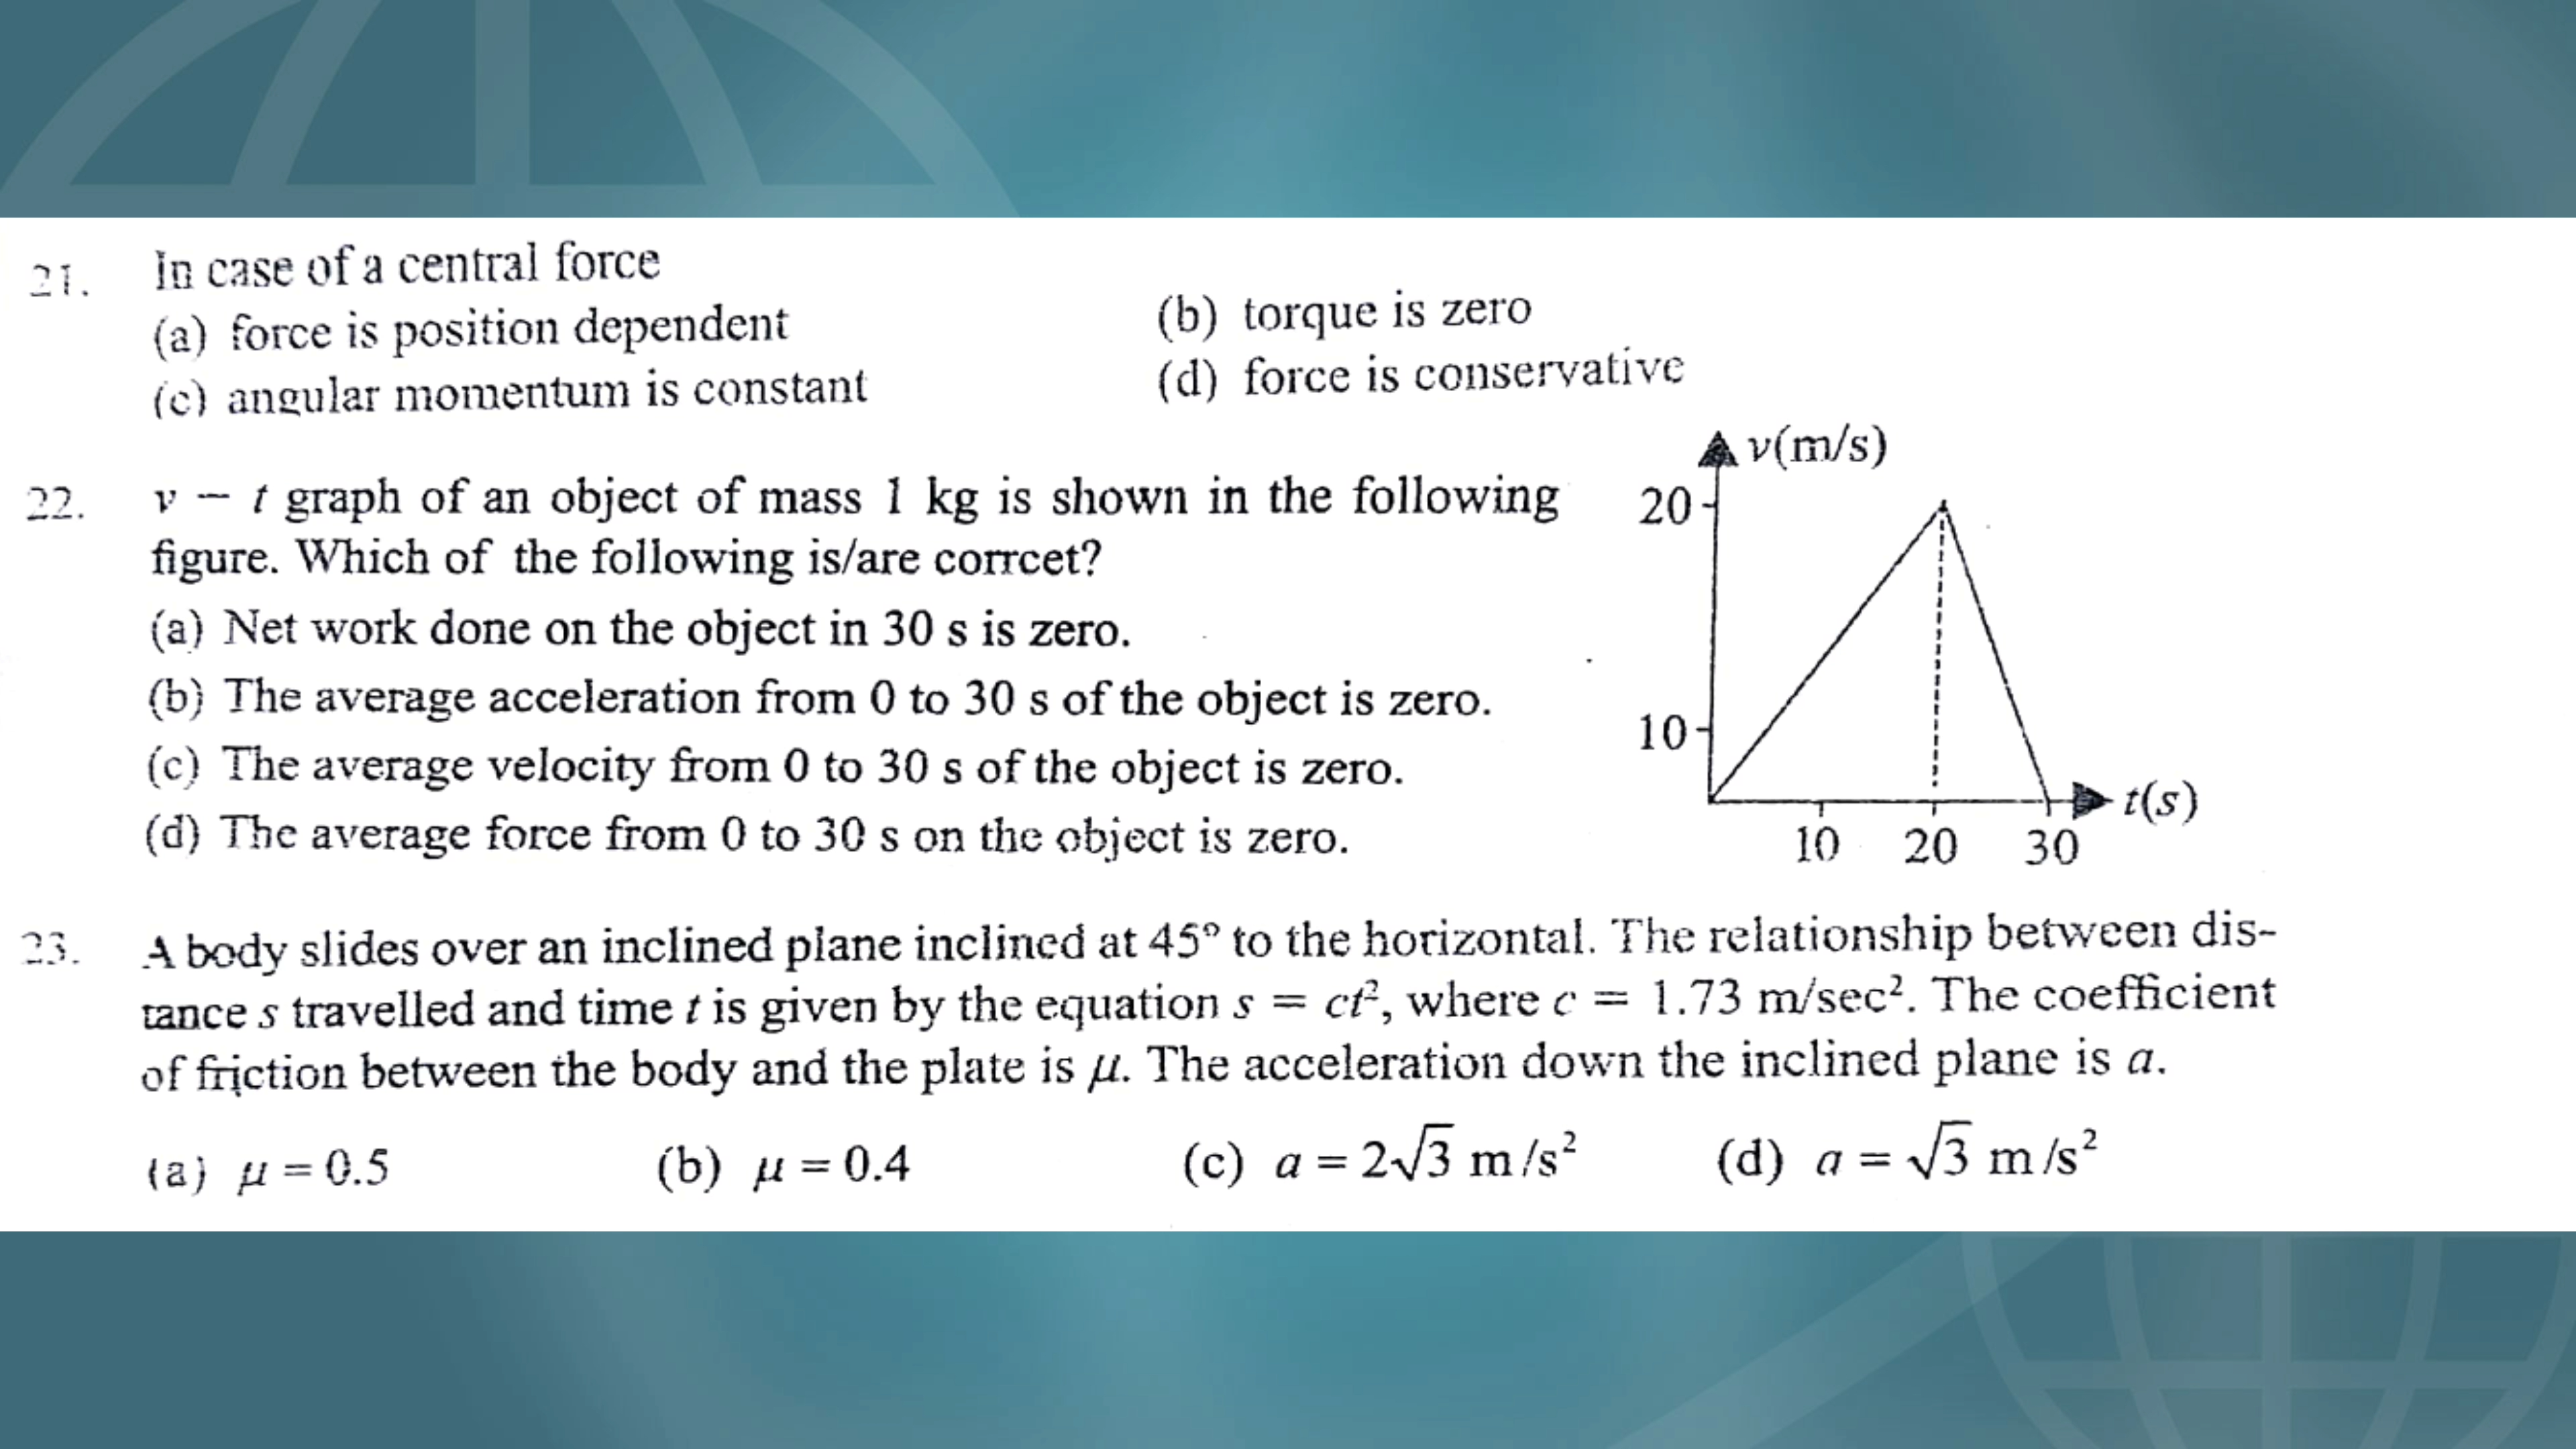 21. In case of a central force
(a) force is position dependent (b) torque is zero
(c) angular momentum is constant (d) force is conservative
22. v – t graph of an object of mass 1 kg is shown in the following
figure. Which of the following is/are corrcet?
(a) Net work done on the object in 30 s is zero.
(b) The average acceleration from 0 to 30 s of the object is zero.
(c) The average velocity from 0 to 30 s of the object is zero.
(d) The average force from 0 to 30 s on the object is zero.
v(m/s)
20
10
t(s)
10 20 30
23. A body slides over an inclined plane inclined at 45° to the horizontal. The relationship between dis-
tance s travelled and time t is given by the equation s = ct², where c = 1.73 m/sec². The coefficient
of friction between the body and the plate is μ. The acceleration down the inclined plane is a.
(a) μ = 0.5 (b) μ = 0.4 (c) a = 2√3 m/s² (d) a = √3 m/s²